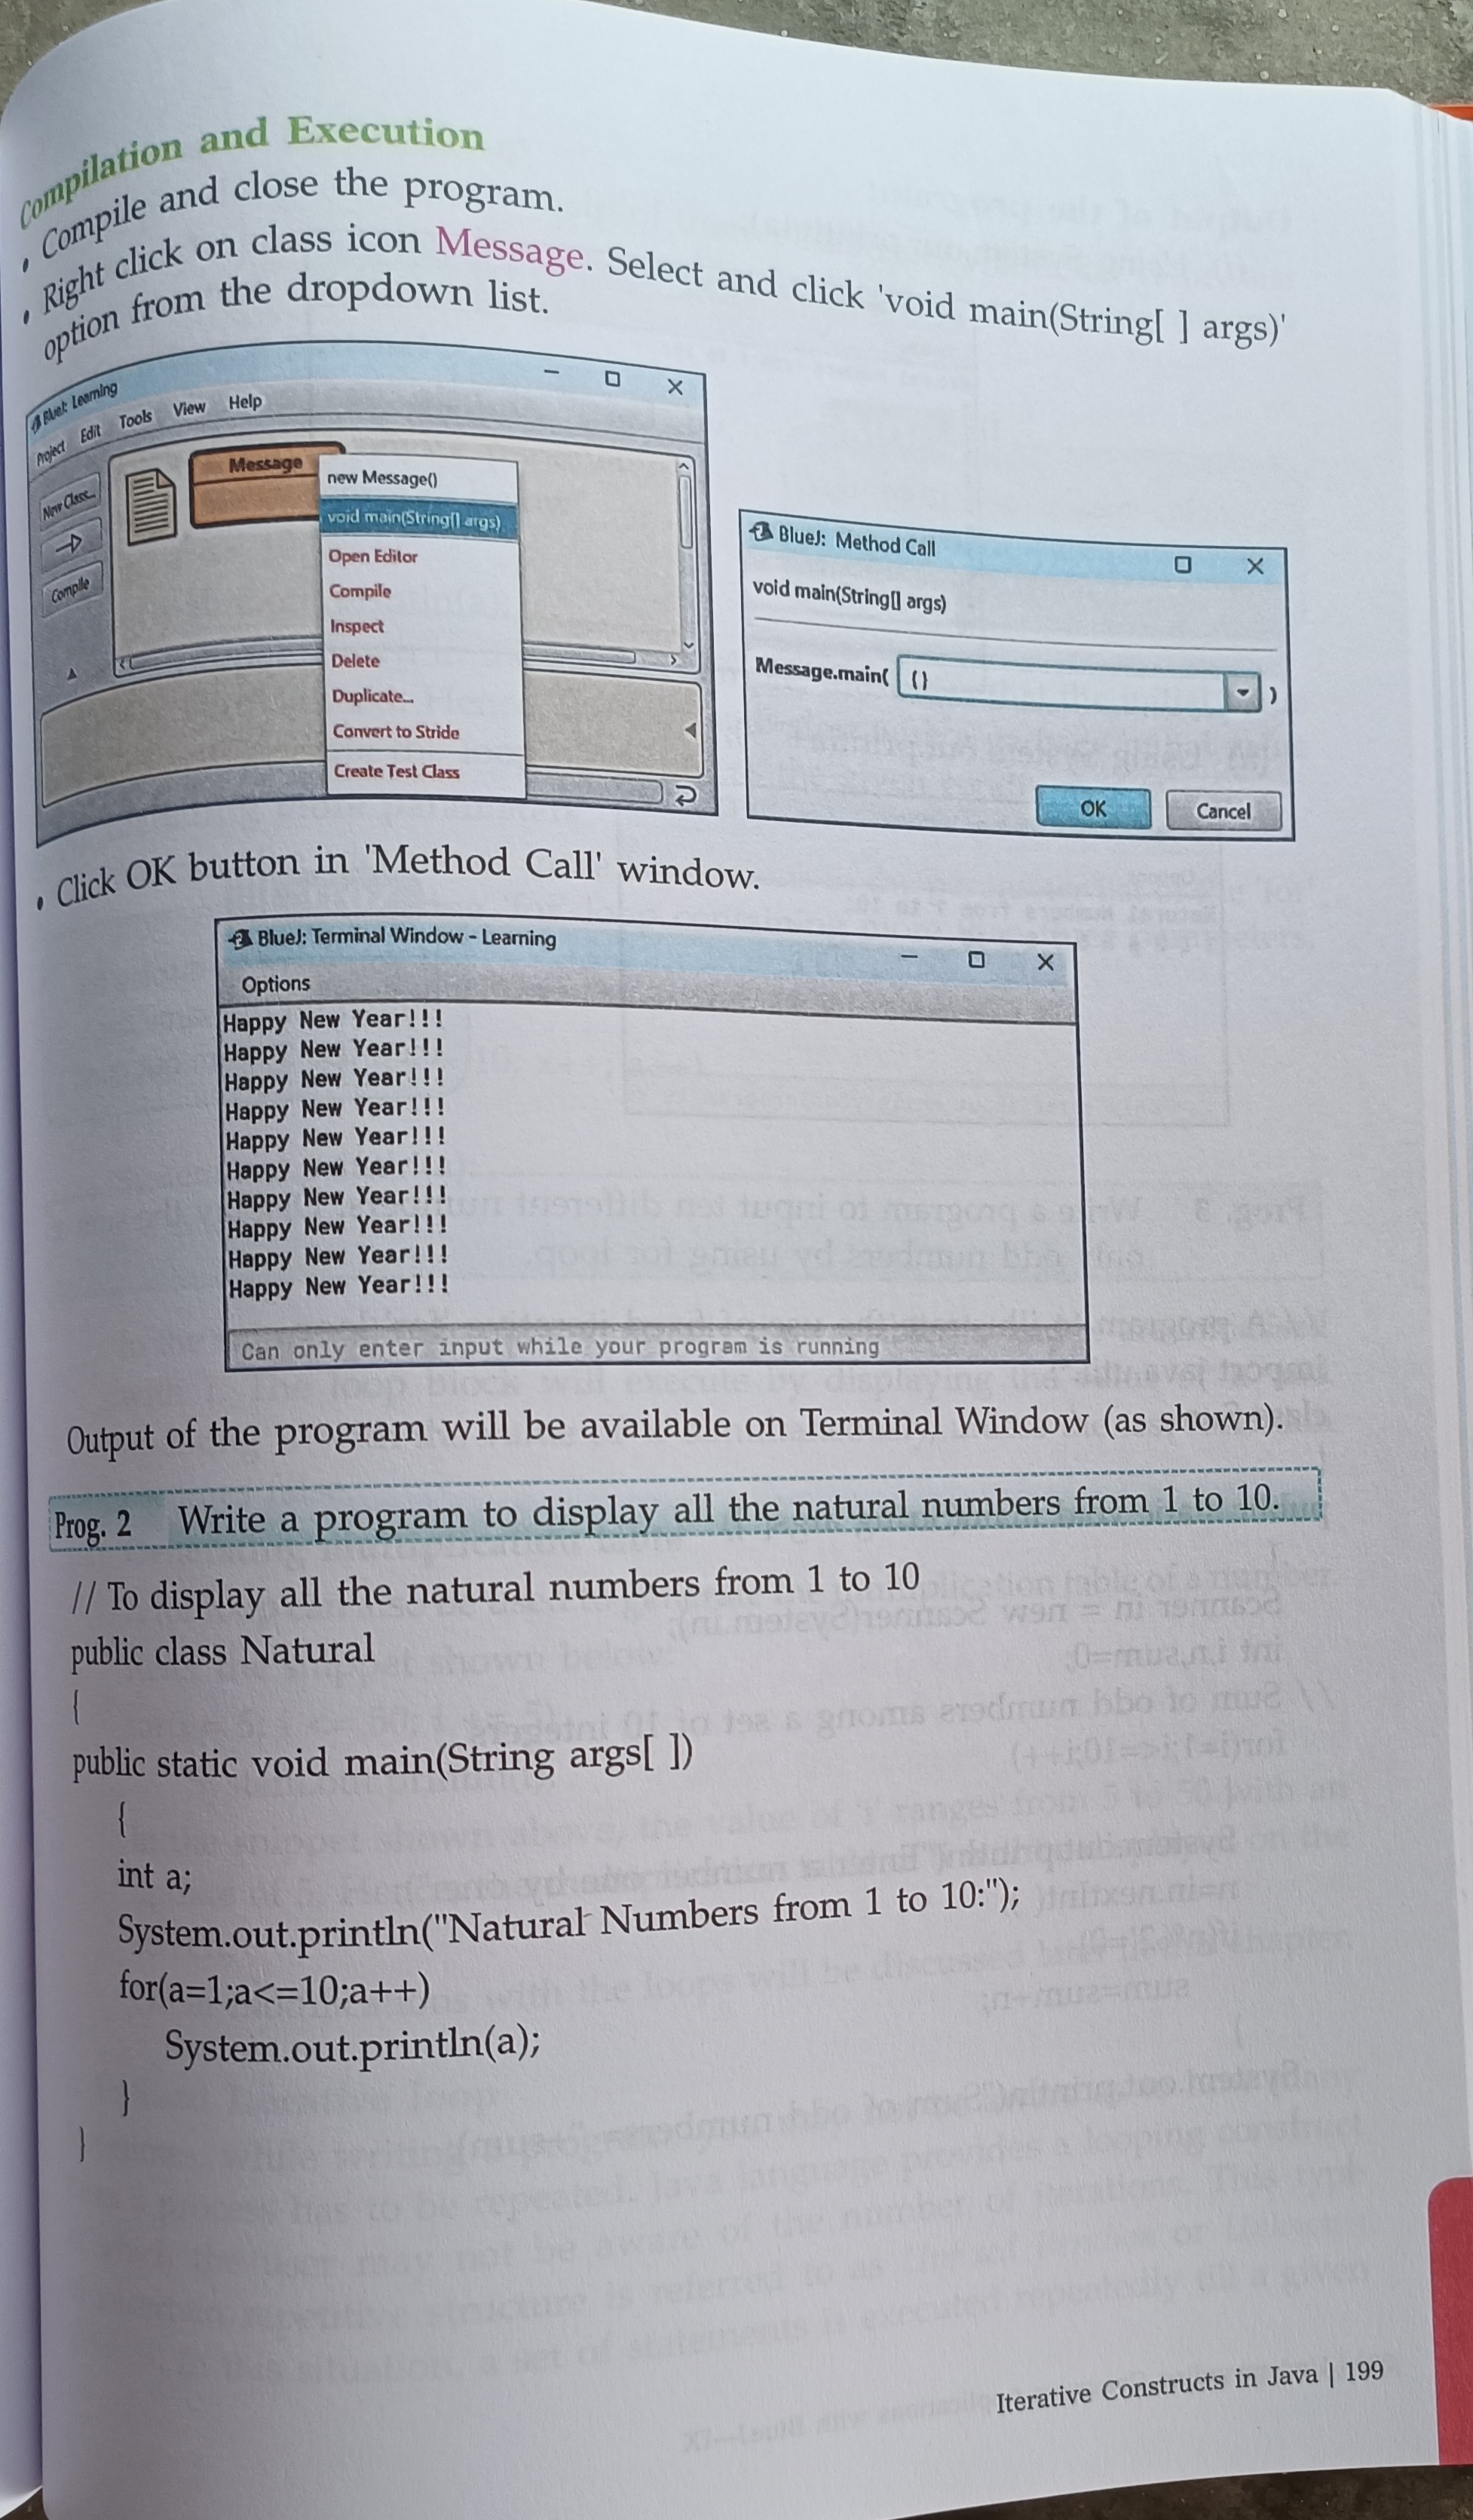 Compilation and Execution
• Compile and close the program.
• Right click on class icon Message. Select and click 'void main(String[ ] args)'
option from the dropdown list.
BlueJ: Learning
Project Edit Tools View Help
New Class...
Compile
Message
new Message()
void main(String[] args)
Open Editor
Compile
Inspect
Delete
Duplicate...
Convert to Stride
Create Test Class
BlueJ: Method Call
void main(String[] args)
Message.main( {} )
OK Cancel
• Click OK button in 'Method Call' window.
BlueJ: Terminal Window - Learning
Options
Happy New Year!!!
Happy New Year!!!
Happy New Year!!!
Happy New Year!!!
Happy New Year!!!
Happy New Year!!!
Happy New Year!!!
Happy New Year!!!
Happy New Year!!!
Happy New Year!!!
Can only enter input while your program is running
Output of the program will be available on Terminal Window (as shown).
Prog. 2 Write a program to display all the natural numbers from 1 to 10.
// To display all the natural numbers from 1 to 10
public class Natural
{
public static void main(String args[ ])
{
int a;
System.out.println("Natural Numbers from 1 to 10:");
for(a=1;a<=10;a++)
System.out.println(a);
}
}
Iterative Constructs in Java | 199